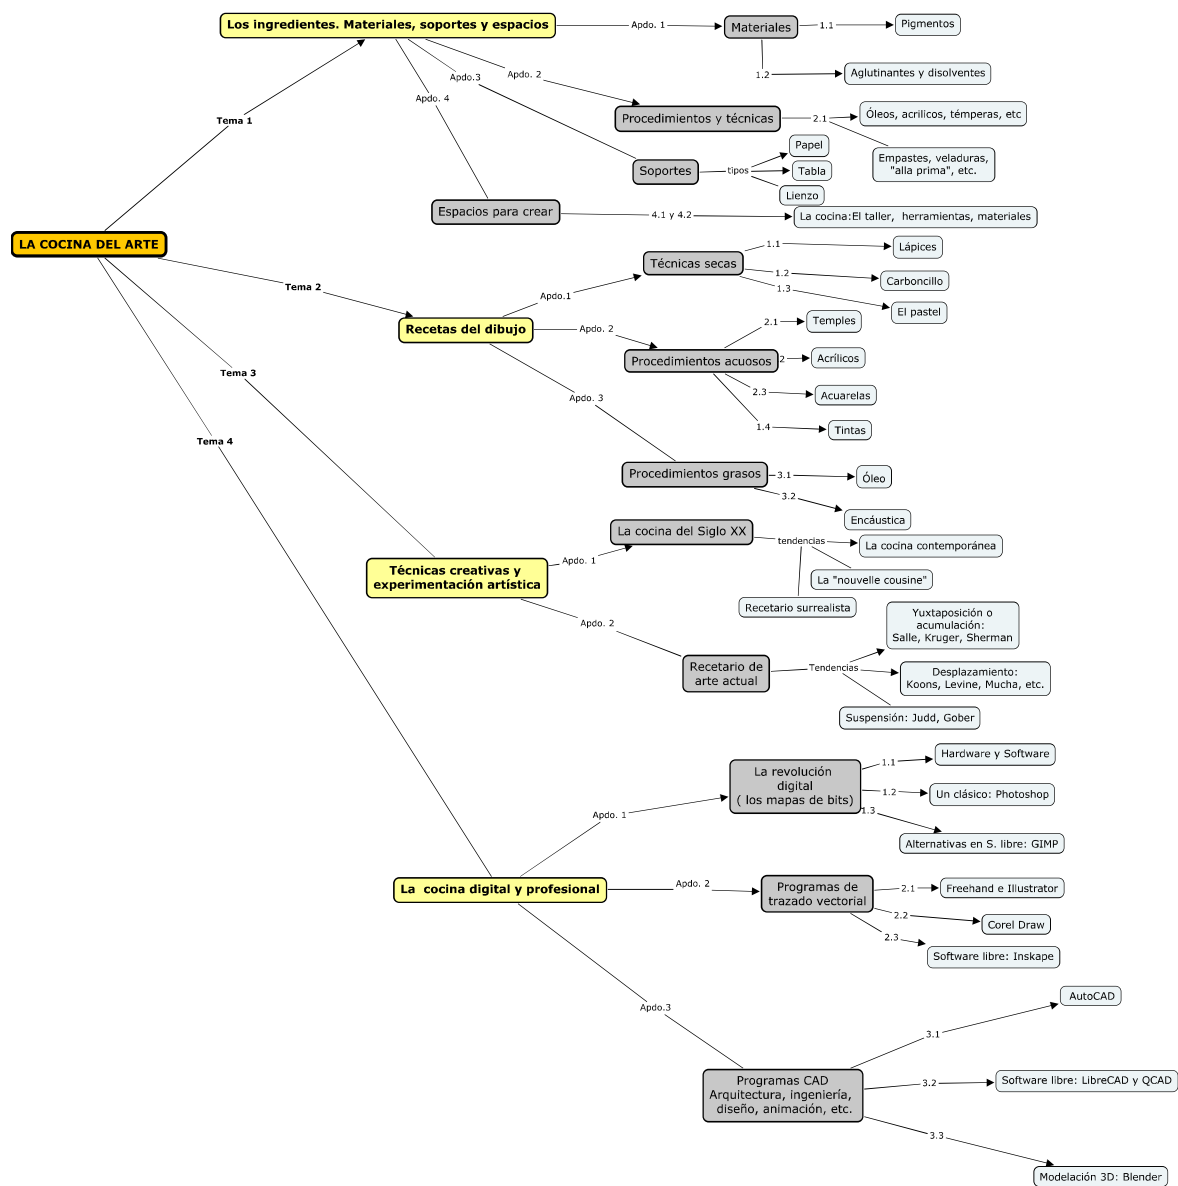 LA COCINA DEL ARTE
Tema 1
Los ingredientes. Materiales, soportes y espacios
Apdo. 1
Materiales
1.1
Pigmentos
1.2
Aglutinantes y disolventes
Apdo. 2
Procedimientos y técnicas
2.1
Óleos, acrilicos, témperas, etc
Empastes, veladuras,
"alla prima", etc.
Apdo.3
Soportes
tipos
Papel
Tabla
Lienzo
Apdo. 4
Espacios para crear
4.1 y 4.2
La cocina:El taller,  herramientas, materiales
Tema 2
Recetas del dibujo
Apdo.1
Técnicas secas
1.1
Lápices
1.2
Carboncillo
1.3
El pastel
Apdo. 2
Procedimientos acuosos
2.1
Temples
2
Acrílicos
2.3
Acuarelas
1.4
Tintas
Apdo. 3
Procedimientos grasos
3.1
Óleo
3.2
Encáustica
Tema 3
Técnicas creativas y
experimentación artística
Apdo. 1
La cocina del Siglo XX
tendencias
La cocina contemporánea
La "nouvelle cousine"
Recetario surrealista
Apdo. 2
Recetario de
arte actual
Tendencias
Yuxtaposición o
acumulación:
Salle, Kruger, Sherman
Desplazamiento:
Koons, Levine, Mucha, etc.
Suspensión: Judd, Gober
Tema 4
La  cocina digital y profesional
Apdo. 1
La revolución
digital
( los mapas de bits)
1.1
Hardware y Software
1.2
Un clásico: Photoshop
1.3
Alternativas en S. libre: GIMP
Apdo. 2
Programas de
trazado vectorial
2.1
Freehand e Illustrator
2.2
Corel Draw
2.3
Software libre: Inskape
Apdo.3
Programas CAD
Arquitectura, ingeniería,
diseño, animación, etc.
3.1
AutoCAD
3.2
Software libre: LibreCAD y QCAD
3.3
Modelación 3D: Blender